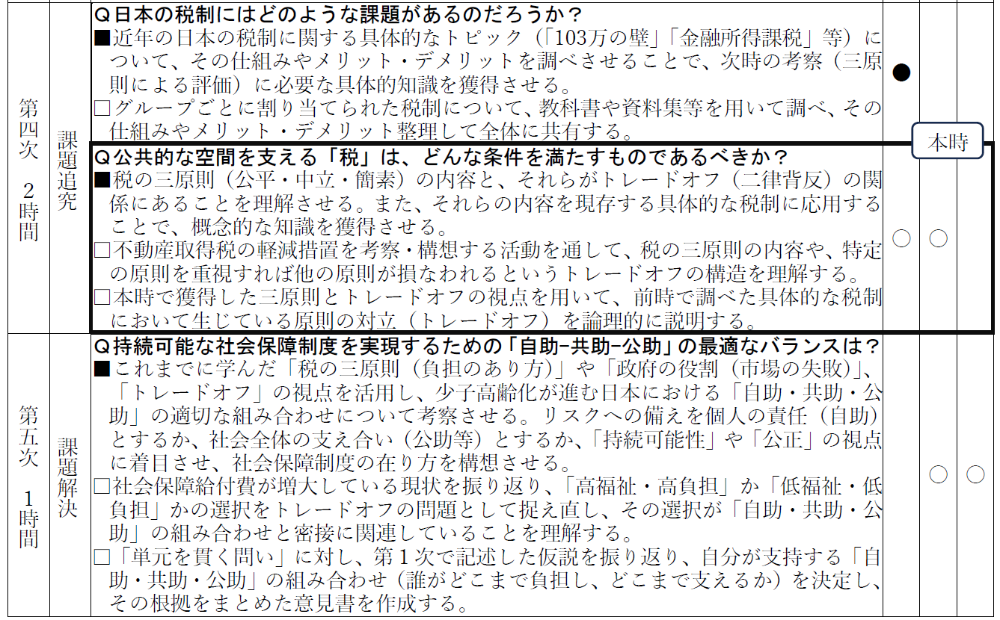 第四次　２時間
課題追究
Ｑ日本の税制にはどのような課題があるのだろうか？
■近年の日本の税制に関する具体的なトピック（「103万の壁」「金融所得課税」等）に
ついて、その仕組みやメリット・デメリットを調べさせることで、次時の考察（三原
則による評価）に必要な具体的知識を獲得させる。
□グループごとに割り当てられた税制について、教科書や資料集等を用いて調べ、その
仕組みやメリット・デメリット整理して全体に共有する。
●
本時
Ｑ公共的な空間を支える「税」は、どんな条件を満たすものであるべきか？
■税の三原則（公平・中立・簡素）の内容と、それらがトレードオフ（二律背反）の関
係にあることを理解させる。また、それらの内容を現存する具体的な税制に応用する
ことで、概念的な知識を獲得させる。
□不動産取得税の軽減措置を考察・構想する活動を通して、税の三原則の内容や、特定
の原則を重視すれば他の原則が損なわれるというトレードオフの構造を理解する。
□本時で獲得した三原則とトレードオフの視点を用いて、前時で調べた具体的な税制
において生じている原則の対立（トレードオフ）を論理的に説明する。
○ ○
第五次　１時間
課題解決
Ｑ持続可能な社会保障制度を実現するための「自助−共助−公助」の最適なバランスは？
■これまでに学んだ「税の三原則（負担のあり方）」や「政府の役割（市場の失敗）」、
「トレードオフ」の視点を活用し、少子高齢化が進む日本における「自助・共助・公
助」の適切な組み合わせについて考察させる。リスクへの備えを個人の責任（自助）
とするか、社会全体の支え合い（公助等）とするか、「持続可能性」や「公正」の視点
に着目させ、社会保障制度の在り方を構想させる。
□社会保障給付費が増大している現状を振り返り、「高福祉・高負担」か「低福祉・低
負担」かの選択をトレードオフの問題として捉え直し、その選択が「自助・共助・公
助」の組み合わせと密接に関連していることを理解する。
□「単元を貫く問い」に対し、第１次で記述した仮説を振り返り、自分が支持する「自
助・共助・公助」の組み合わせ（誰がどこまで負担し、どこまで支えるか）を決定し、
その根拠をまとめた意見書を作成する。
○ ○